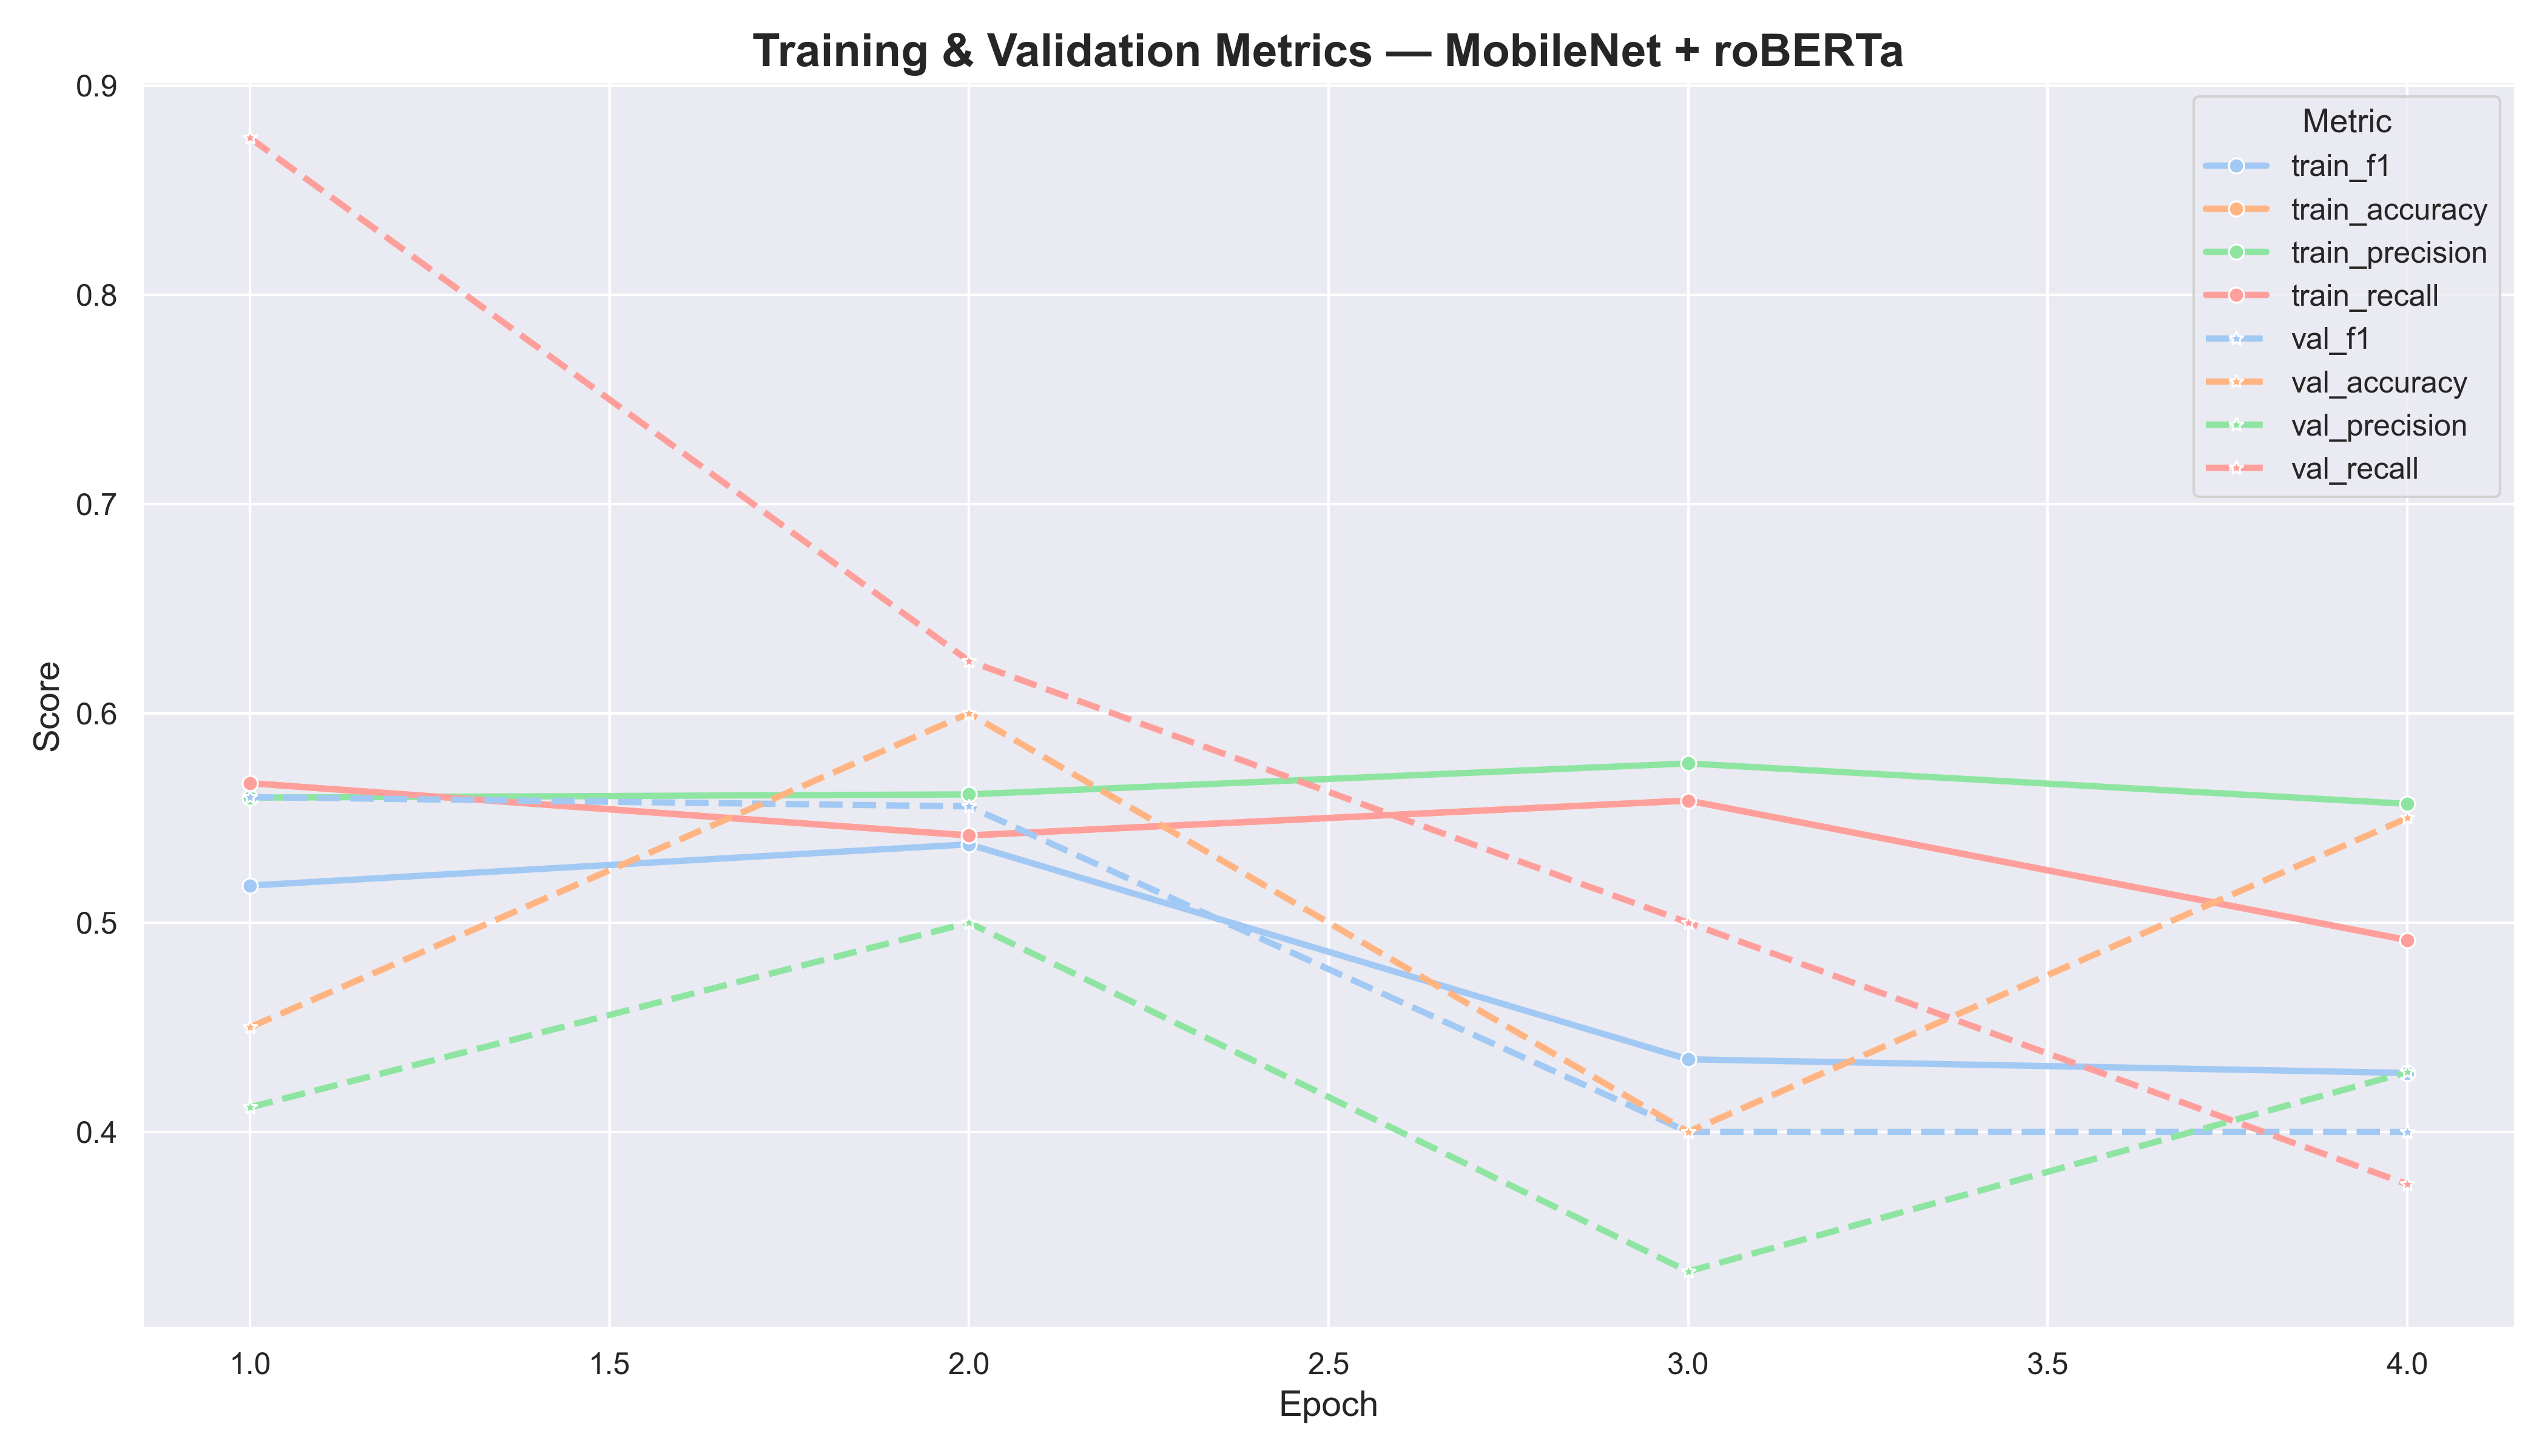 Training & Validation Metrics — MobileNet + roBERTa
0.9
0.8
0.7
0.6
0.5
0.4
Score
Metric
train_f1
train_accuracy
train_precision
train_recall
val_f1
val_accuracy
val_precision
val_recall
1.0 1.5 2.0 2.5 3.0 3.5 4.0
Epoch